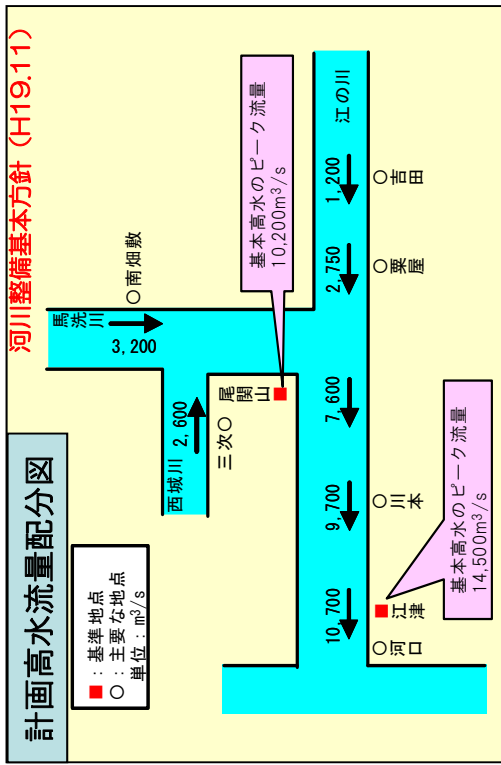 計画高水流量配分図
河川整備基本方針(H19.11)
■:基準地点
○:主要な地点
単位:m³/s
馬洗川
3,200
○南畑敷
西城川
2,600
三次○
尾関山
基本高水のピーク流量
10,200m³/s
江の川
10,700
9,700
7,600
2,750
1,200
○河口
江津
○川本
○粟屋
○吉田
基本高水のピーク流量
14,500m³/s